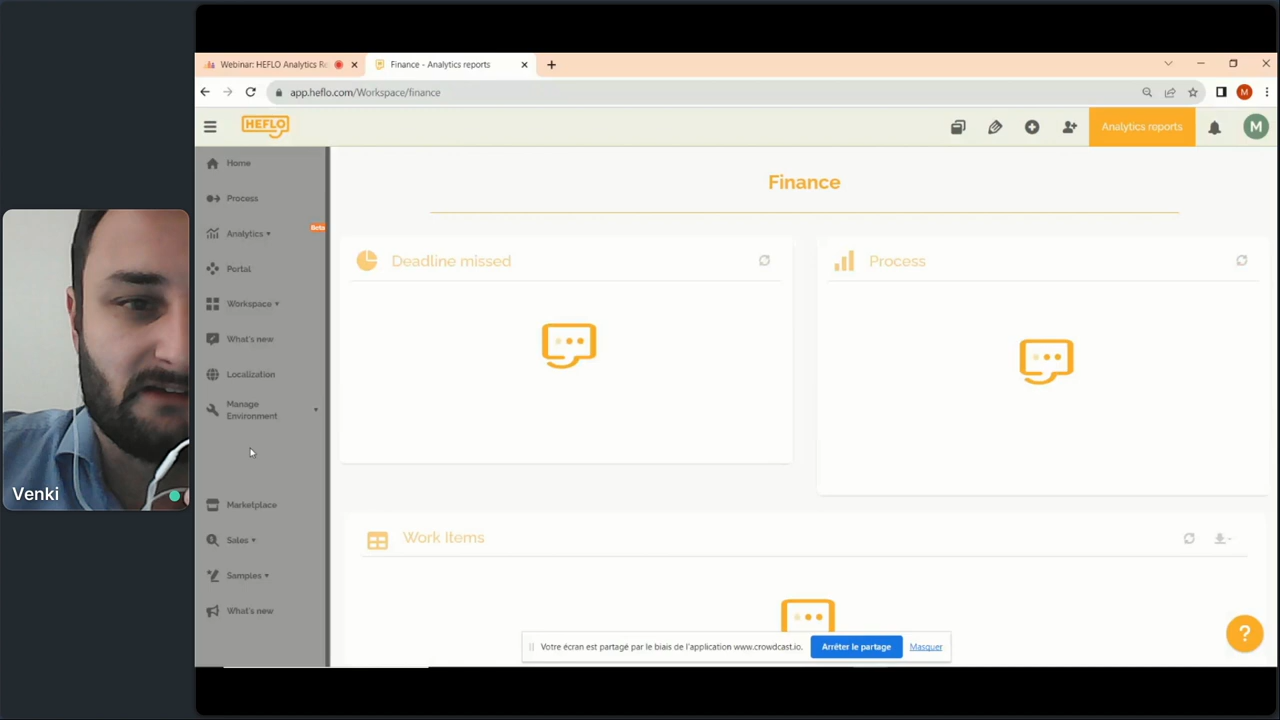 Webinar: HEFLO Analytics Re
Finance - Analytics reports
app.heflo.com/Workspace/finance
M
HEFLO
Analytics reports
M
Home
Process
Analytics
Beta
Portal
Workspace
What's new
Localization
Manage
Environment
Marketplace
Sales
Samples
What's new
Finance
Deadline missed
Process
Work Items
Votre écran est partagé par le biais de l'application www.crowdcast.io.
Arrêter le partage
Masquer
?
Venki